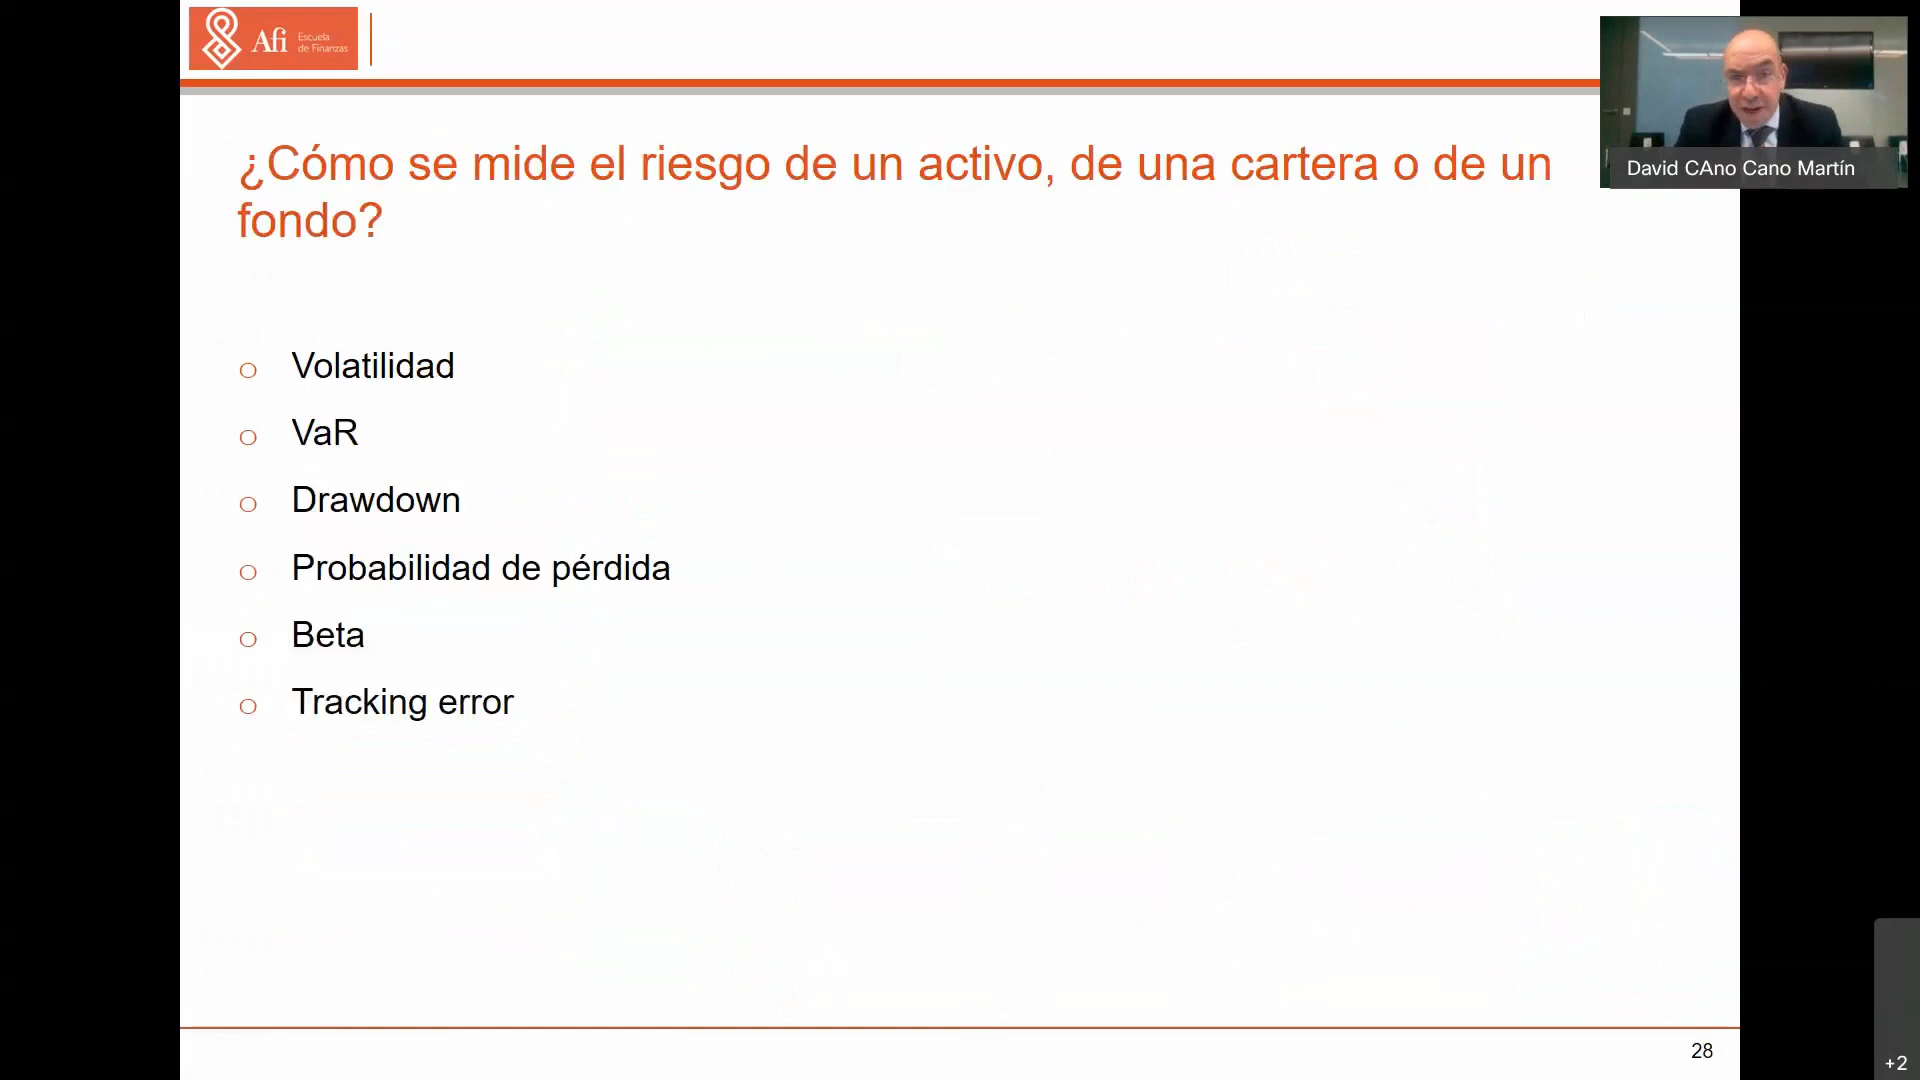 Afi
Escuela
de Finanzas
David CAno Cano Martín
¿Cómo se mide el riesgo de un activo, de una cartera o de un
fondo?
o Volatilidad
o VaR
o Drawdown
o Probabilidad de pérdida
o Beta
o Tracking error
28
+2